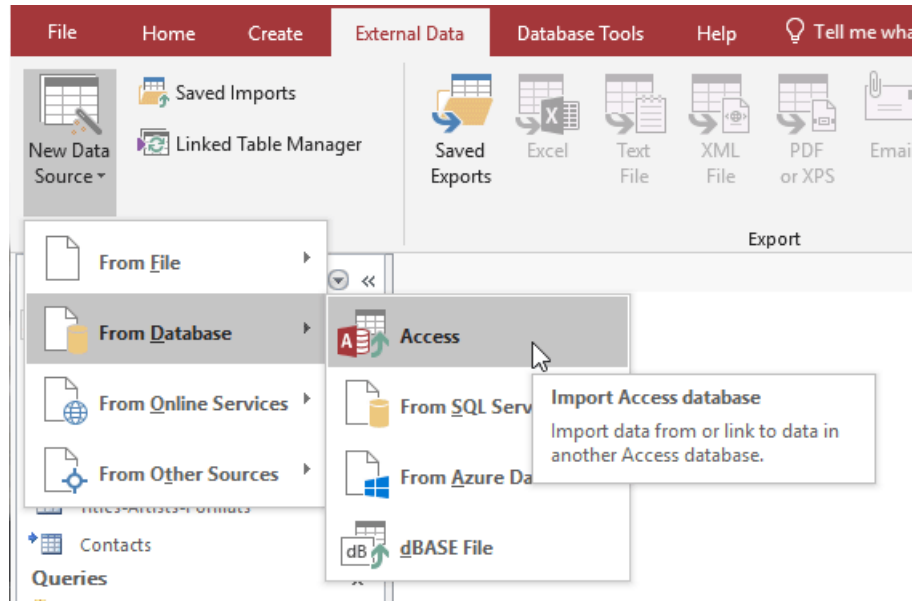 File Home Create External Data Database Tools Help Tell me wha
Saved Imports
Linked Table Manager
New Data
Source
Saved
Exports
Excel
Text
File
XML
File
PDF
or XPS
Emai
Export
From File
From Database
From Online Services
From Other Sources
Access
From SQL Serv
From Azure Da
dBASE File
Import Access database
Import data from or link to data in
another Access database.
Titles-Artists-Formats
Contacts
Queries